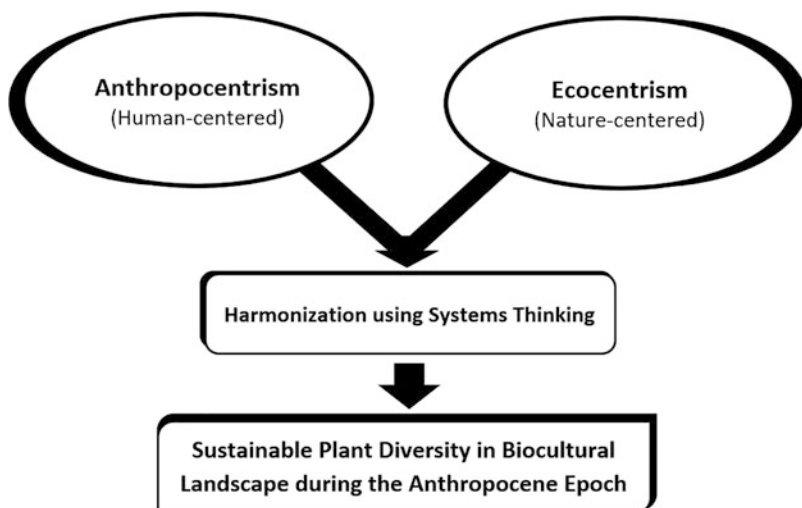 Anthropocentrism
(Human-centered)
Ecocentrism
(Nature-centered)
Harmonization using Systems Thinking
Sustainable Plant Diversity in Biocultural
Landscape during the Anthropocene Epoch